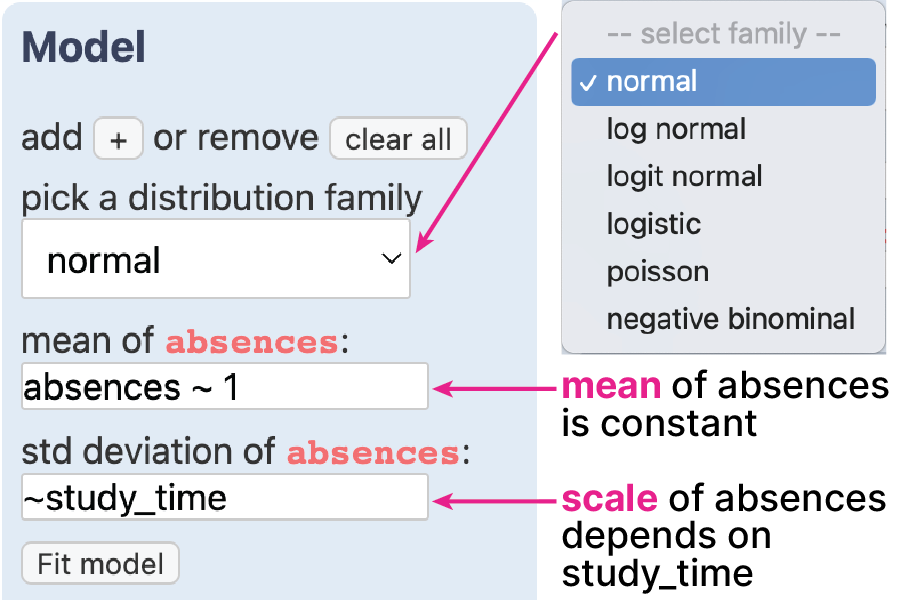 Model
add + or remove clear all
pick a distribution family
normal
mean of absences:
absences ~ 1
std deviation of absences:
~study_time
Fit model
-- select family --
✓ normal
log normal
logit normal
logistic
poisson
negative binominal
mean of absences
is constant
scale of absences
depends on
study_time